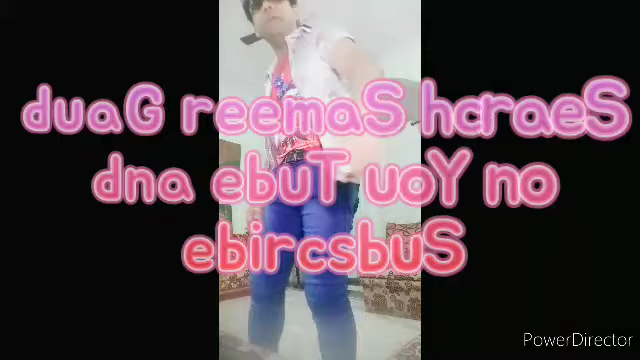 duaG reemaS hcraeS
dna ebuT uoY no
ebircsbuS
PowerDirector